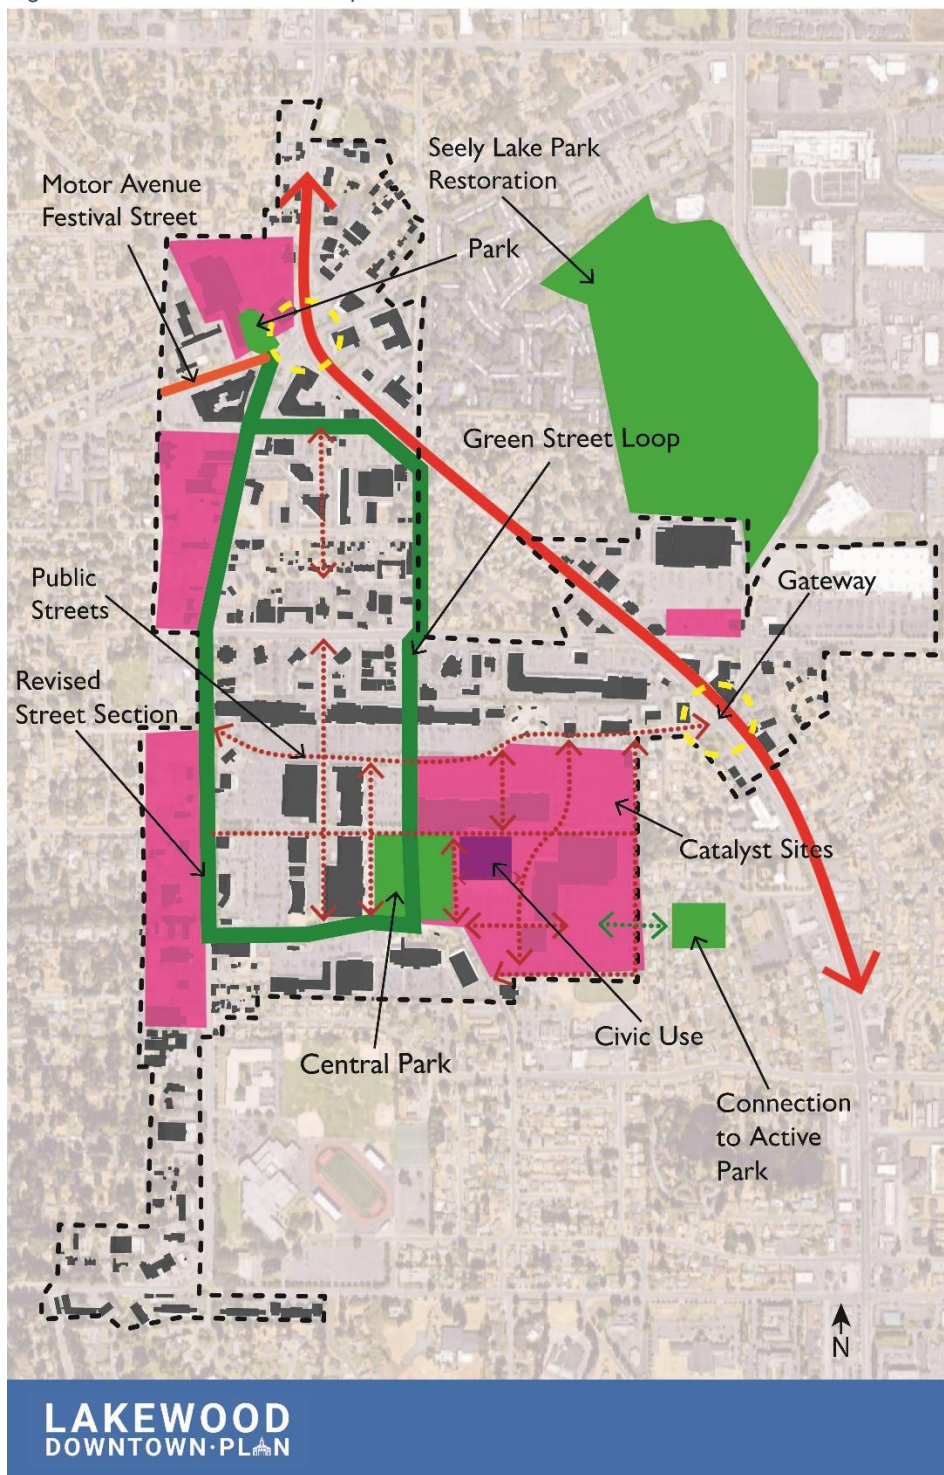 Seely Lake Park
Restoration
Motor Avenue
Festival Street
Park
Green Street Loop
Public
Streets
Gateway
Revised
Street Section
Catalyst Sites
Civic Use
Central Park
Connection
to Active
Park
N
LAKEWOOD
DOWNTOWN·PLAN